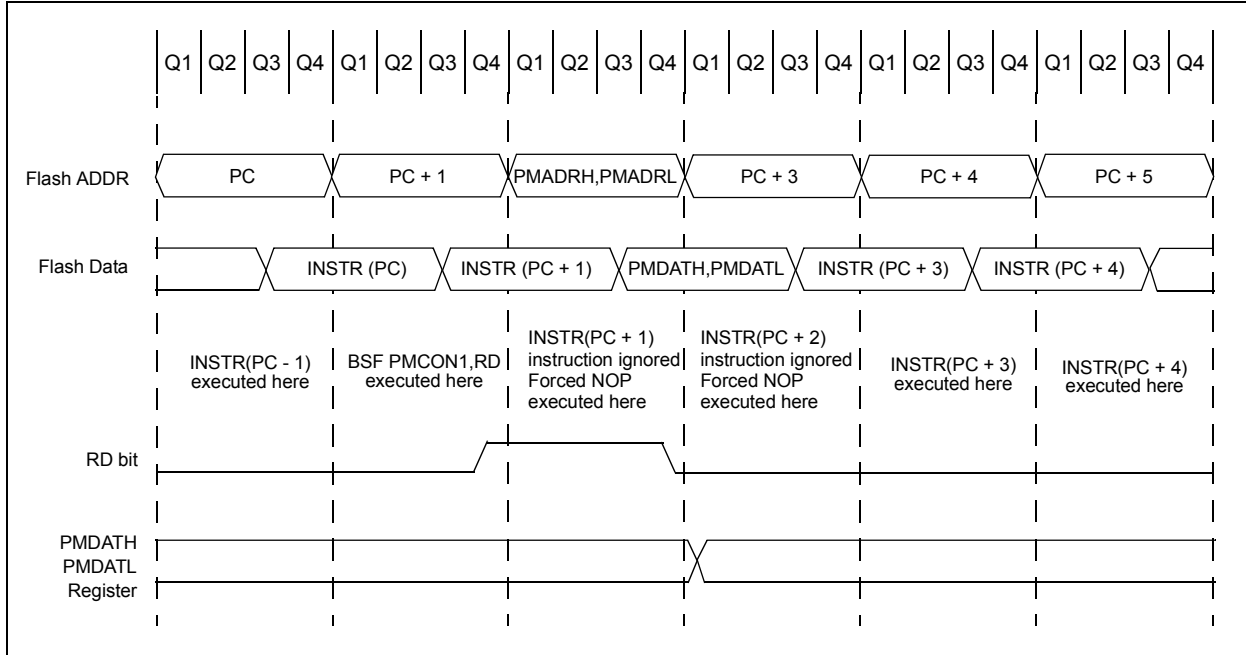 Q1 Q2 Q3 Q4 Q1 Q2 Q3 Q4 Q1 Q2 Q3 Q4 Q1 Q2 Q3 Q4 Q1 Q2 Q3 Q4 Q1 Q2 Q3 Q4
Flash ADDR PC PC + 1 PMADRH,PMADRL PC + 3 PC + 4 PC + 5
Flash Data INSTR (PC) INSTR (PC + 1) PMDATH,PMDATL INSTR (PC + 3) INSTR (PC + 4)
INSTR(PC - 1)
executed here
BSF PMCON1,RD
executed here
INSTR(PC + 1)
instruction ignored
Forced NOP
executed here
INSTR(PC + 2)
instruction ignored
Forced NOP
executed here
INSTR(PC + 3)
executed here
INSTR(PC + 4)
executed here
RD bit
PMDATH
PMDATL
Register